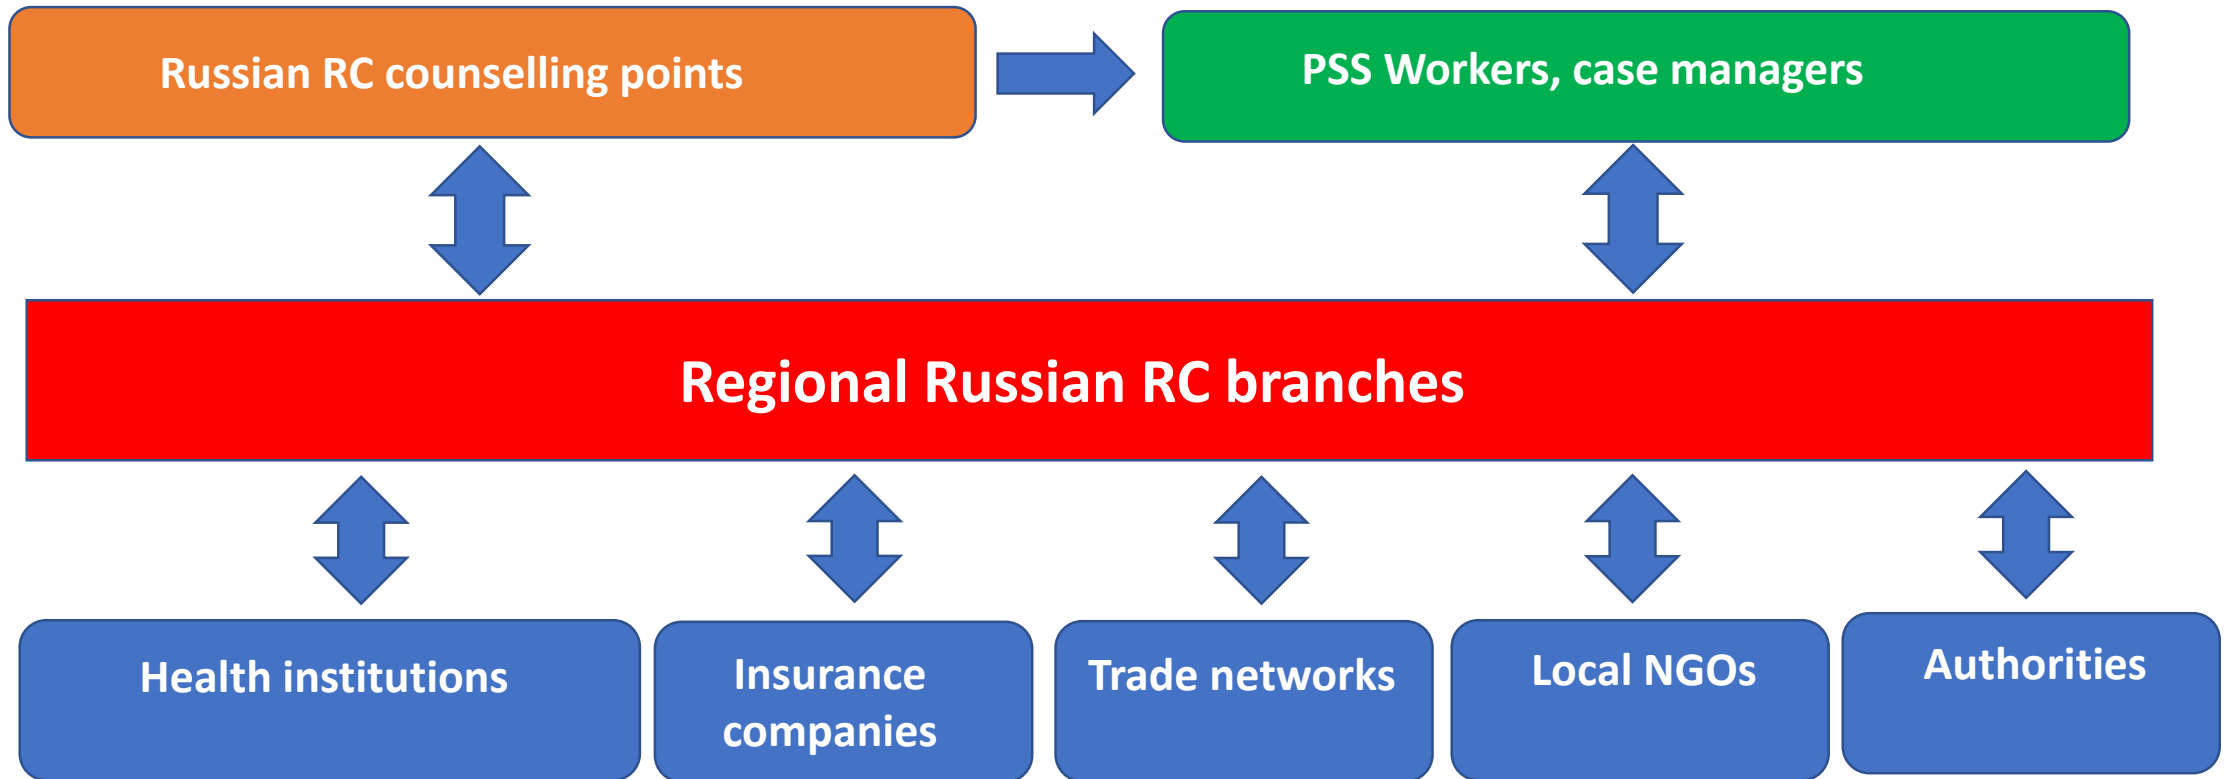 Russian RC counselling points
PSS Workers, case managers
Regional Russian RC branches
Health institutions
Insurance
companies
Trade networks
Local NGOs
Authorities